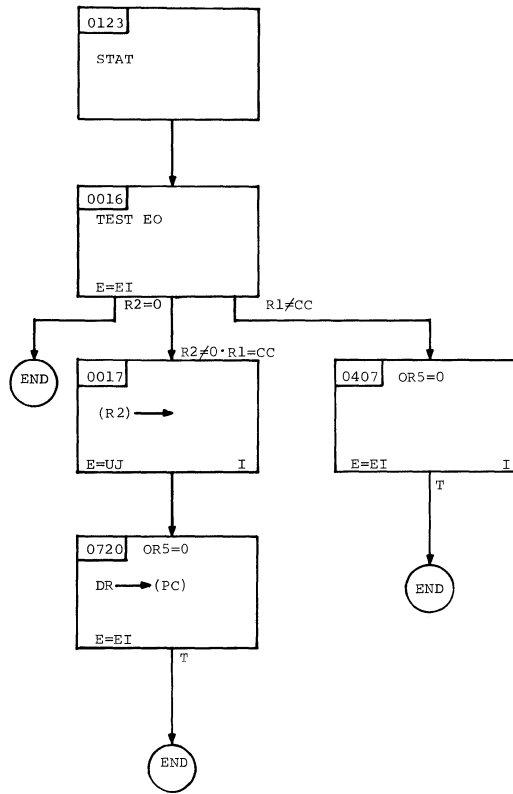 0123
STAT
0016
TEST EO
E=EI
R2=0
R1≠CC
R2≠0·R1=CC
END
0017
(R2)
E=UJ I
0407 OR5=0
E=EI I
T
END
0720 OR5=0
DR (PC)
E=EI
T
END